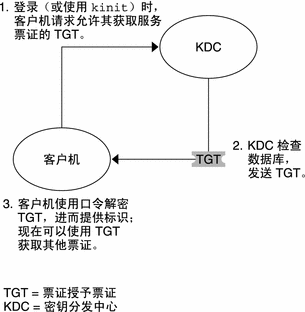 1. 登录（或使用 kinit）时，
客户机请求允许其获取服务
票证的 TGT。
KDC
客户机
TGT
2. KDC 检查
数据库，
发送 TGT。
3. 客户机使用口令解密
TGT，进而提供标识；
现在可以使用 TGT
获取其他票证。
TGT = 票证授予票证
KDC = 密钥分发中心